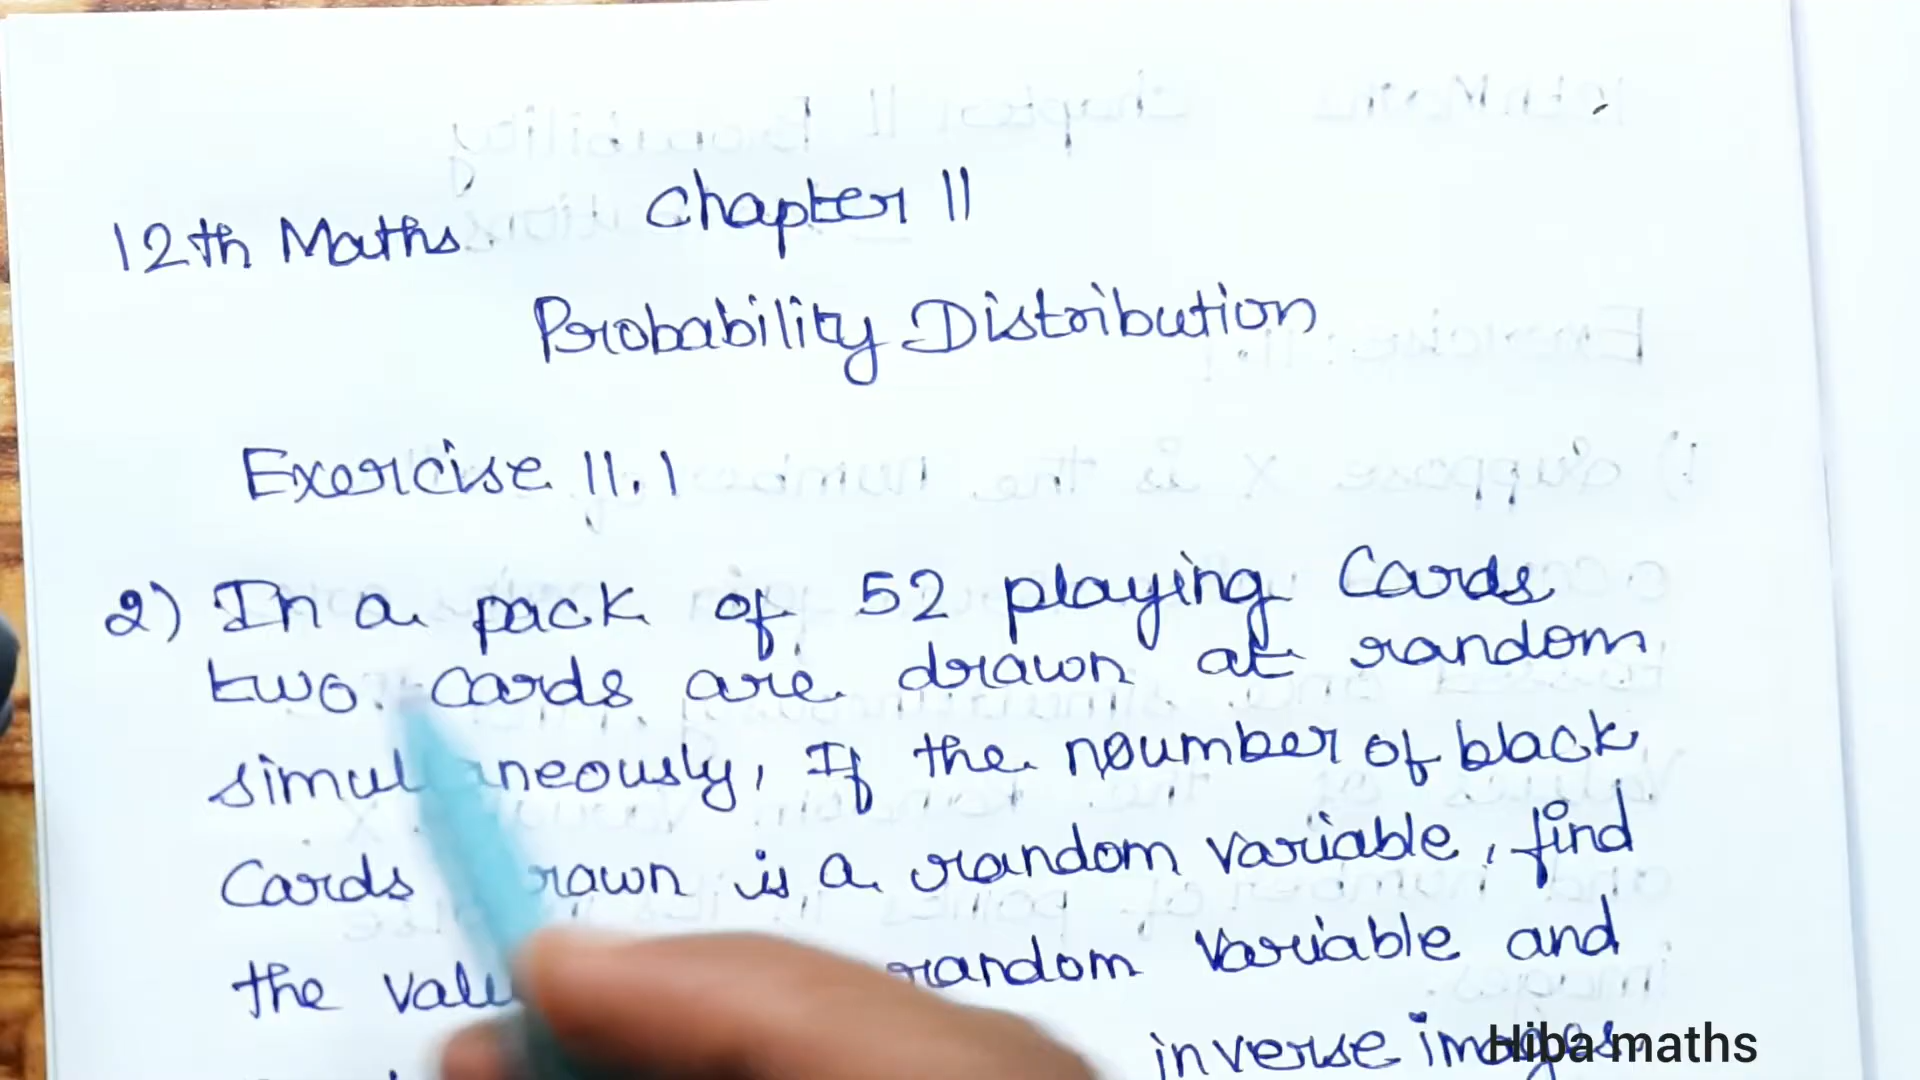 12th Maths. Chapter 11
Probability Distribution
Exercise 11.1
2) In a pack of 52 playing cards
two cards are drawn at random
simul aneously, If the noumber of black
Cards rawn is a random variable, find
the random variable and
inverse images.
Hiba maths